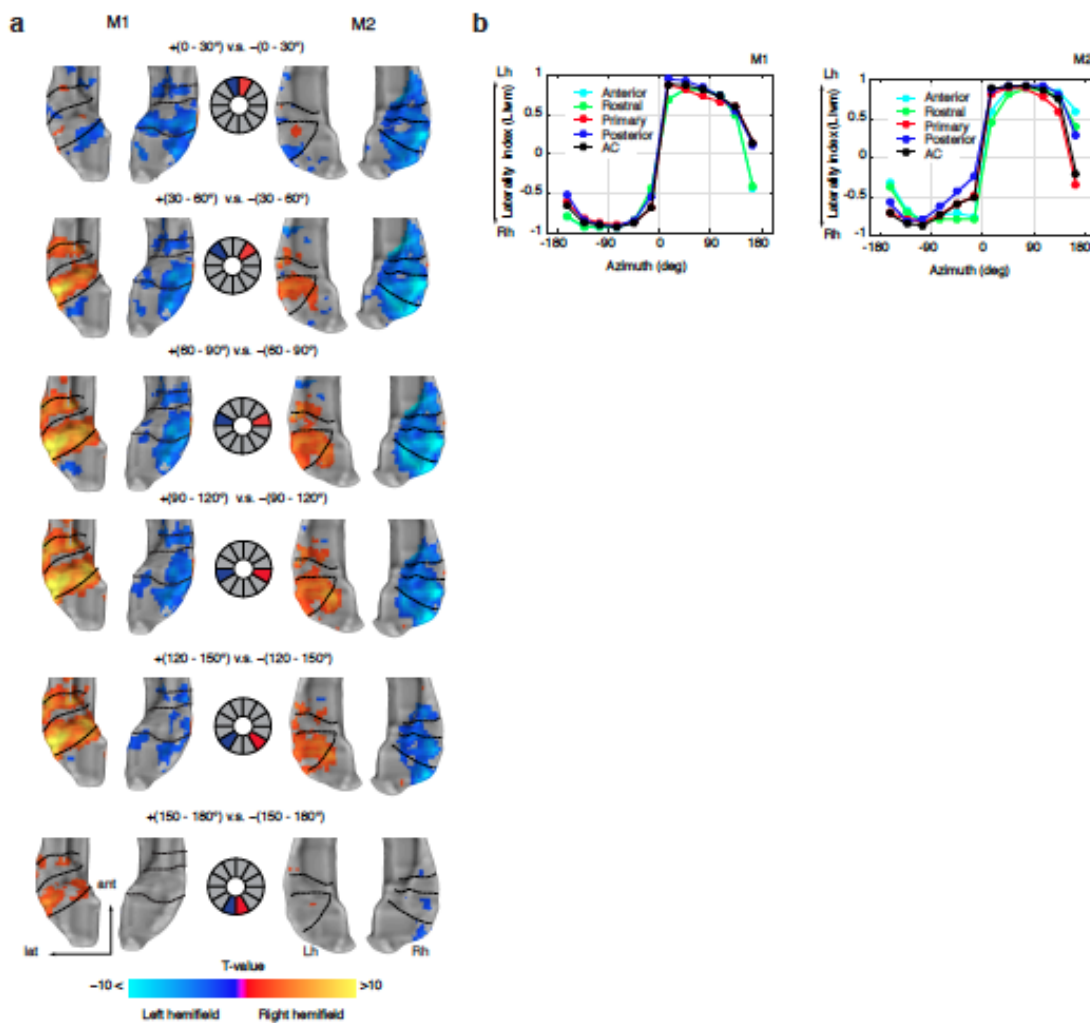 a
M1
M2
+(0 - 30°) v.s. −(0 - 30°)
+(30 - 60°) v.s. −(30 - 60°)
+(60 - 90°) v.s. −(60 - 90°)
+(90 - 120°) v.s. −(90 - 120°)
+(120 - 150°) v.s. −(120 - 150°)
+(150 - 180°) v.s. −(150 - 180°)
ant
lat
Lh
Rh
T-value
−10 <
>10
Left hemifield
Right hemifield
b
M1
Lh
Rh
1
0.5
0
-0.5
-1
Anterior
Rostral
Primary
Posterior
AC
-180
-90
0
90
180
Azimuth (deg)
M2
Lh
Rh
Laterality index (LIwm)
1
0.5
0
-0.5
-1
Anterior
Rostral
Primary
Posterior
AC
-180
-90
0
90
180
Azimuth (deg)